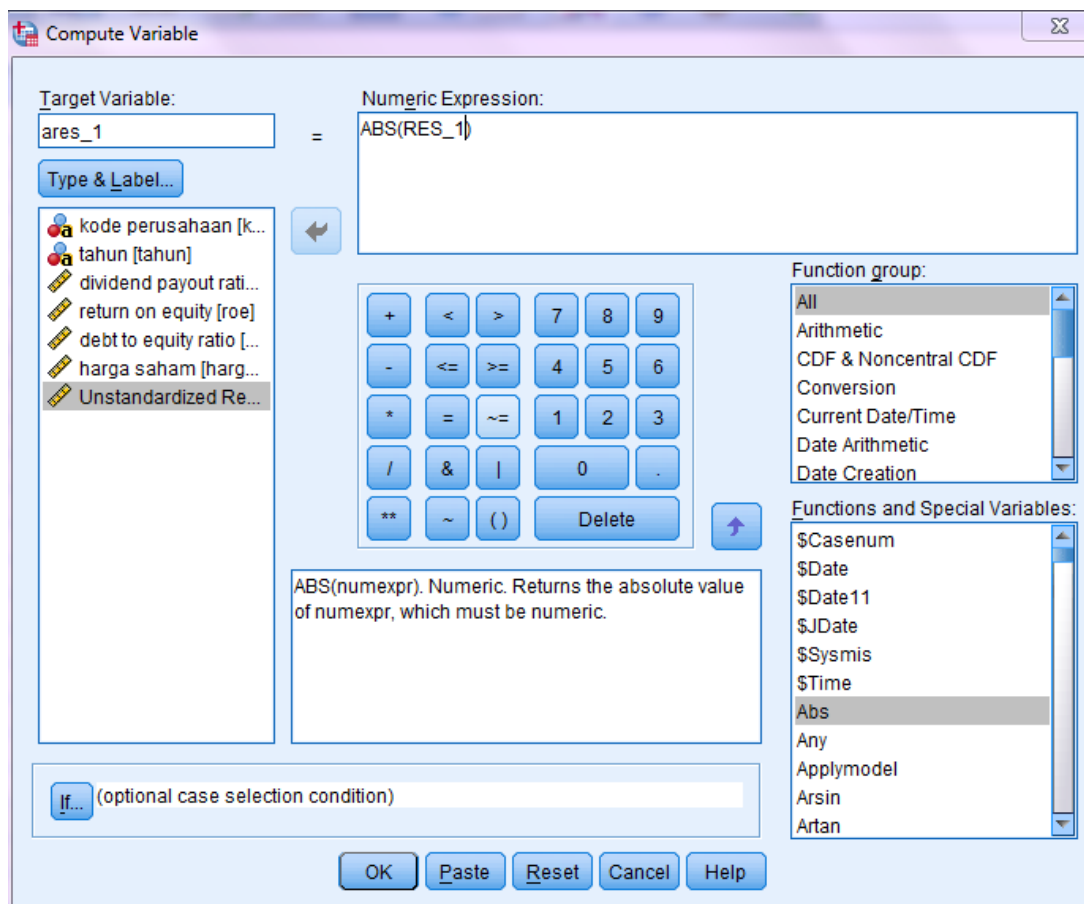 Compute Variable
Target Variable:
ares_1
=
Numeric Expression:
ABS(RES_1)
Type & Label...
kode perusahaan [k...
tahun [tahun]
dividend payout rati...
return on equity [roe]
debt to equity ratio [...
harga saham [harg...
Unstandardized Re...
+ < > 7 8 9
- <= >= 4 5 6
* = ~= 1 2 3
/ & | 0 .
** ~ ( ) Delete
Function group:
All
Arithmetic
CDF & Noncentral CDF
Conversion
Current Date/Time
Date Arithmetic
Date Creation
Functions and Special Variables:
$Casenum
$Date
$Date11
$JDate
$Sysmis
$Time
Abs
Any
Applymodel
Arsin
Artan
ABS(numexpr). Numeric. Returns the absolute value
of numexpr, which must be numeric.
If... (optional case selection condition)
OK Paste Reset Cancel Help